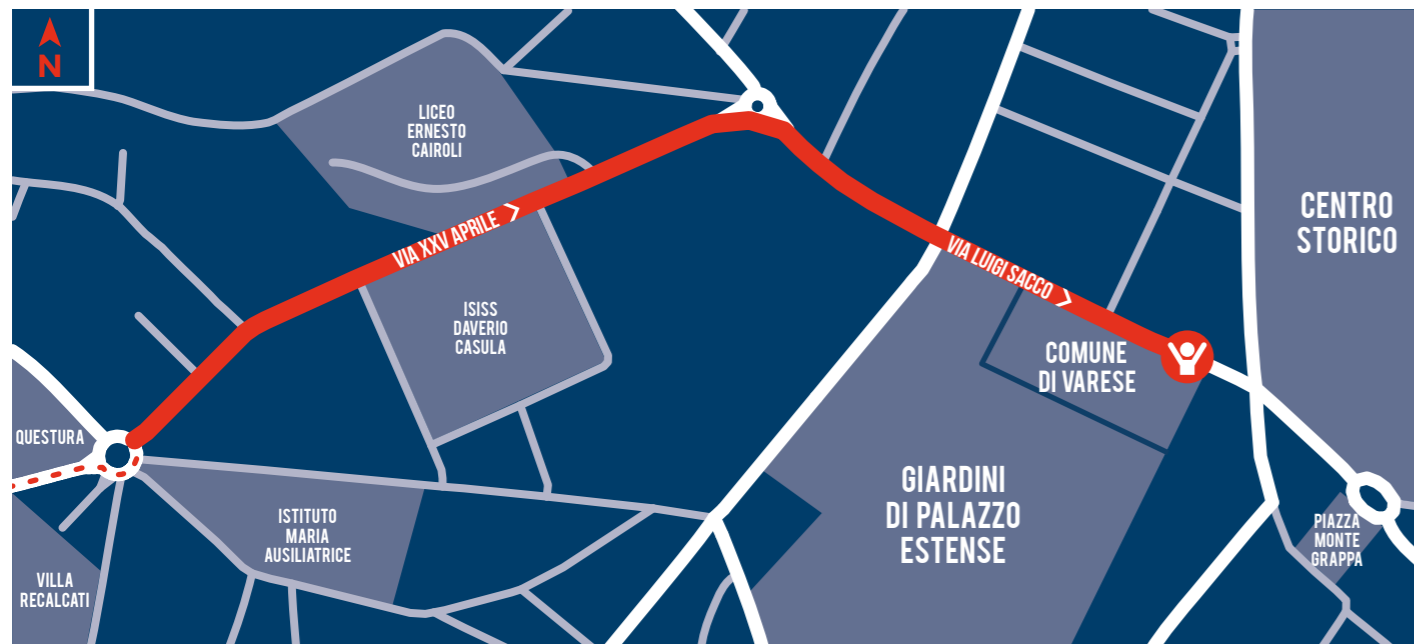 N
LICEO
ERNESTO
CAIROLI
CENTRO
STORICO
VIA XXV APRILE
VIA LUIGI SACCO
ISISS
DAVERIO
CASULA
COMUNE
DI VARESE
QUESTURA
GIARDINI
DI PALAZZO
ESTENSE
ISTITUTO
MARIA
AUSILIATRICE
PIAZZA
MONTE
GRAPPA
VILLA
RECALCATI